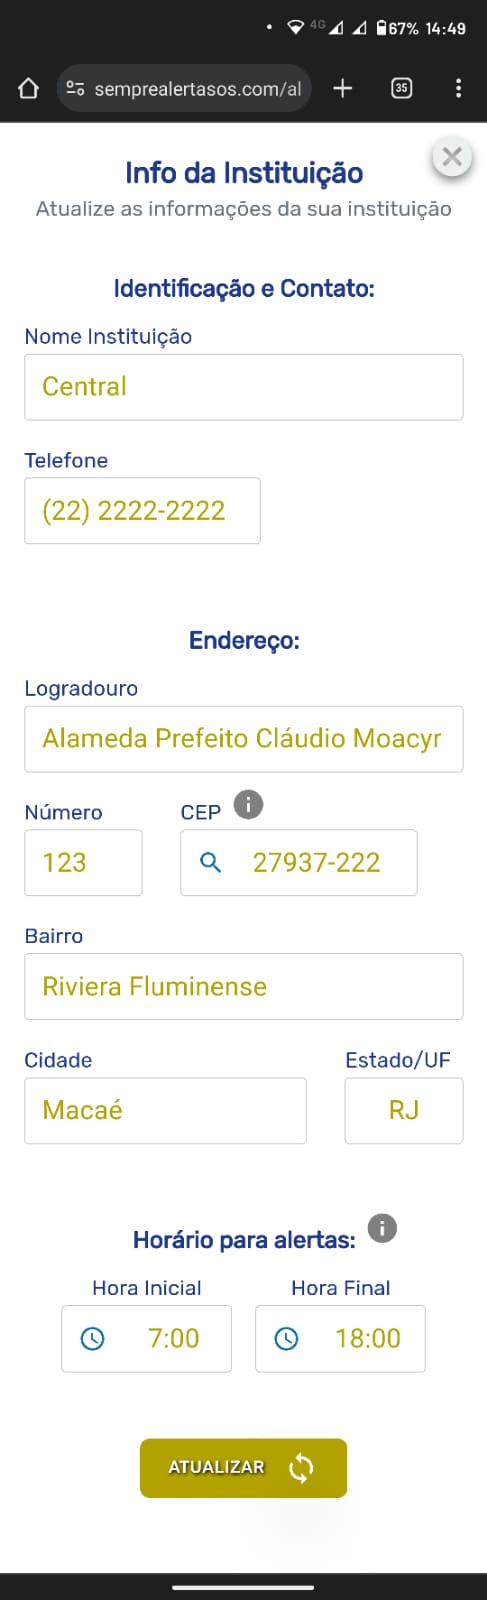 4G 67% 14:49
semprealertasos.com/al
35
Info da Instituição
Atualize as informações da sua instituição
Identificação e Contato:
Nome Instituição
Central
Telefone
(22) 2222-2222
Endereço:
Logradouro
Alameda Prefeito Cláudio Moacyr
Número CEP
123 27937-222
Bairro
Riviera Fluminense
Cidade Estado/UF
Macaé RJ
Horário para alertas:
Hora Inicial Hora Final
7:00 18:00
ATUALIZAR